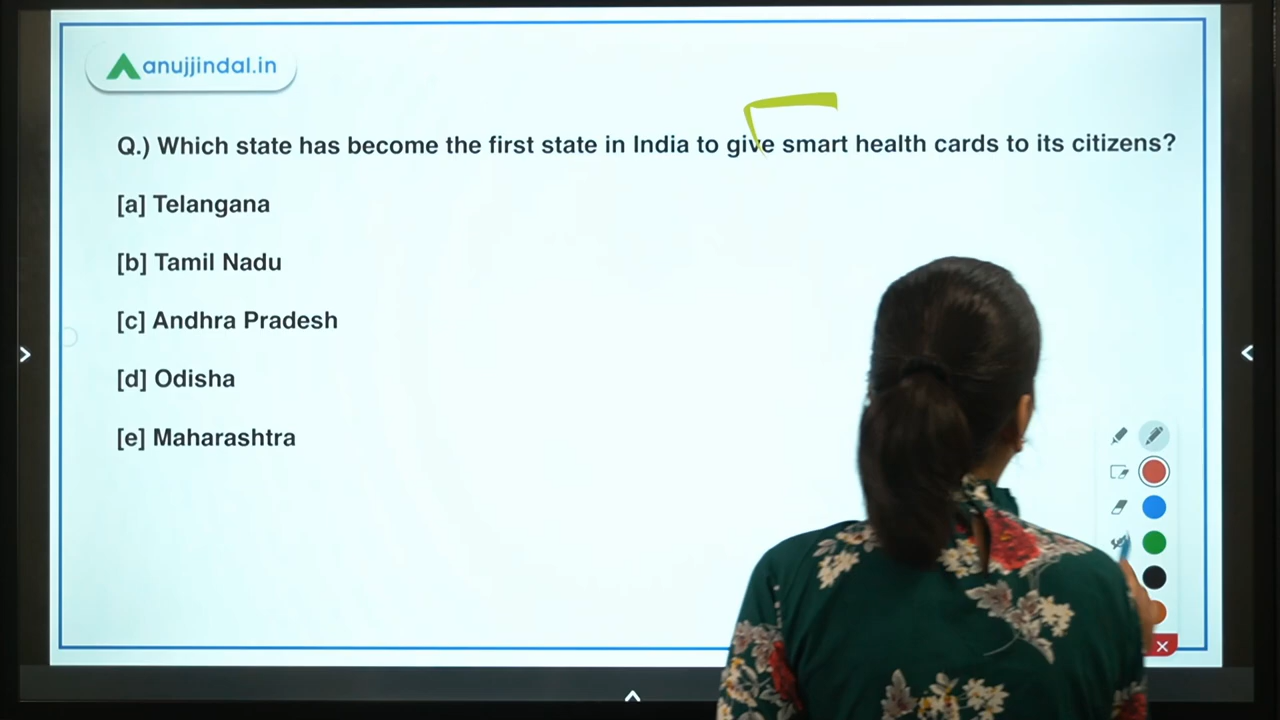 anujjindal.in
Q.) Which state has become the first state in India to give smart health cards to its citizens?
[a] Telangana
[b] Tamil Nadu
[c] Andhra Pradesh
[d] Odisha
[e] Maharashtra